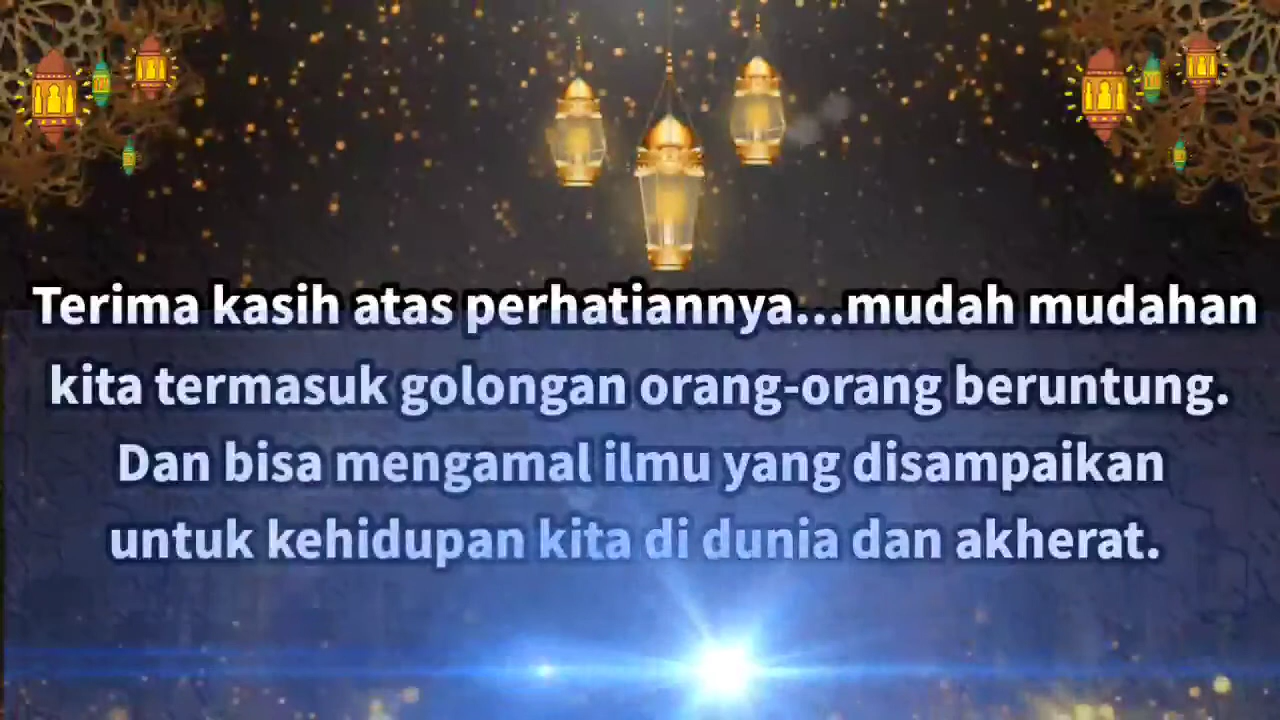 Terima kasih atas perhatiannya...mudah mudahan
kita termasuk golongan orang-orang beruntung.
Dan bisa mengamal ilmu yang disampaikan
untuk kehidupan kita di dunia dan akherat.